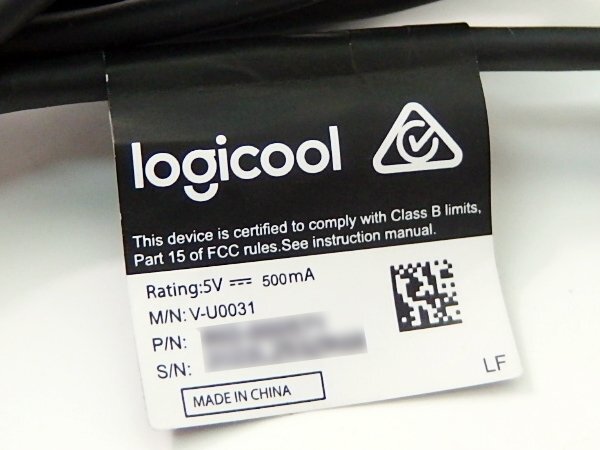 logicool
This device is certified to comply with Class B limits,
Part 15 of FCC rules.See instruction manual.
Rating:5V ⎓ 500mA
M/N: V-U0031
P/N:
S/N:
MADE IN CHINA
LF